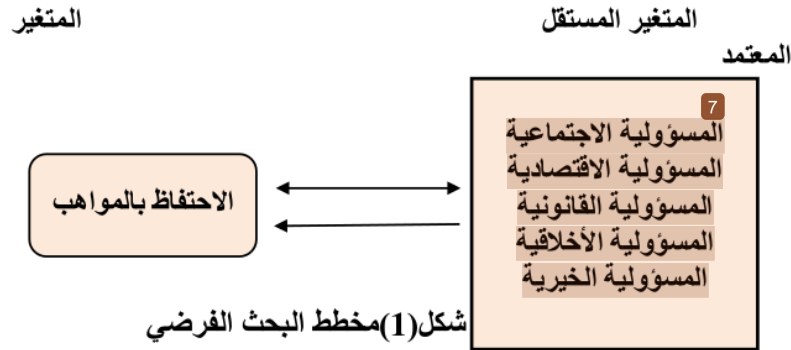 المتغير المستقل المتغير
المعتمد
7
المسؤولية الاجتماعية
المسؤولية الاقتصادية
المسؤولية القانونية
المسؤولية الأخلاقية
المسؤولية الخيرية
الاحتفاظ بالمواهب
شكل(1)مخطط البحث الفرضي